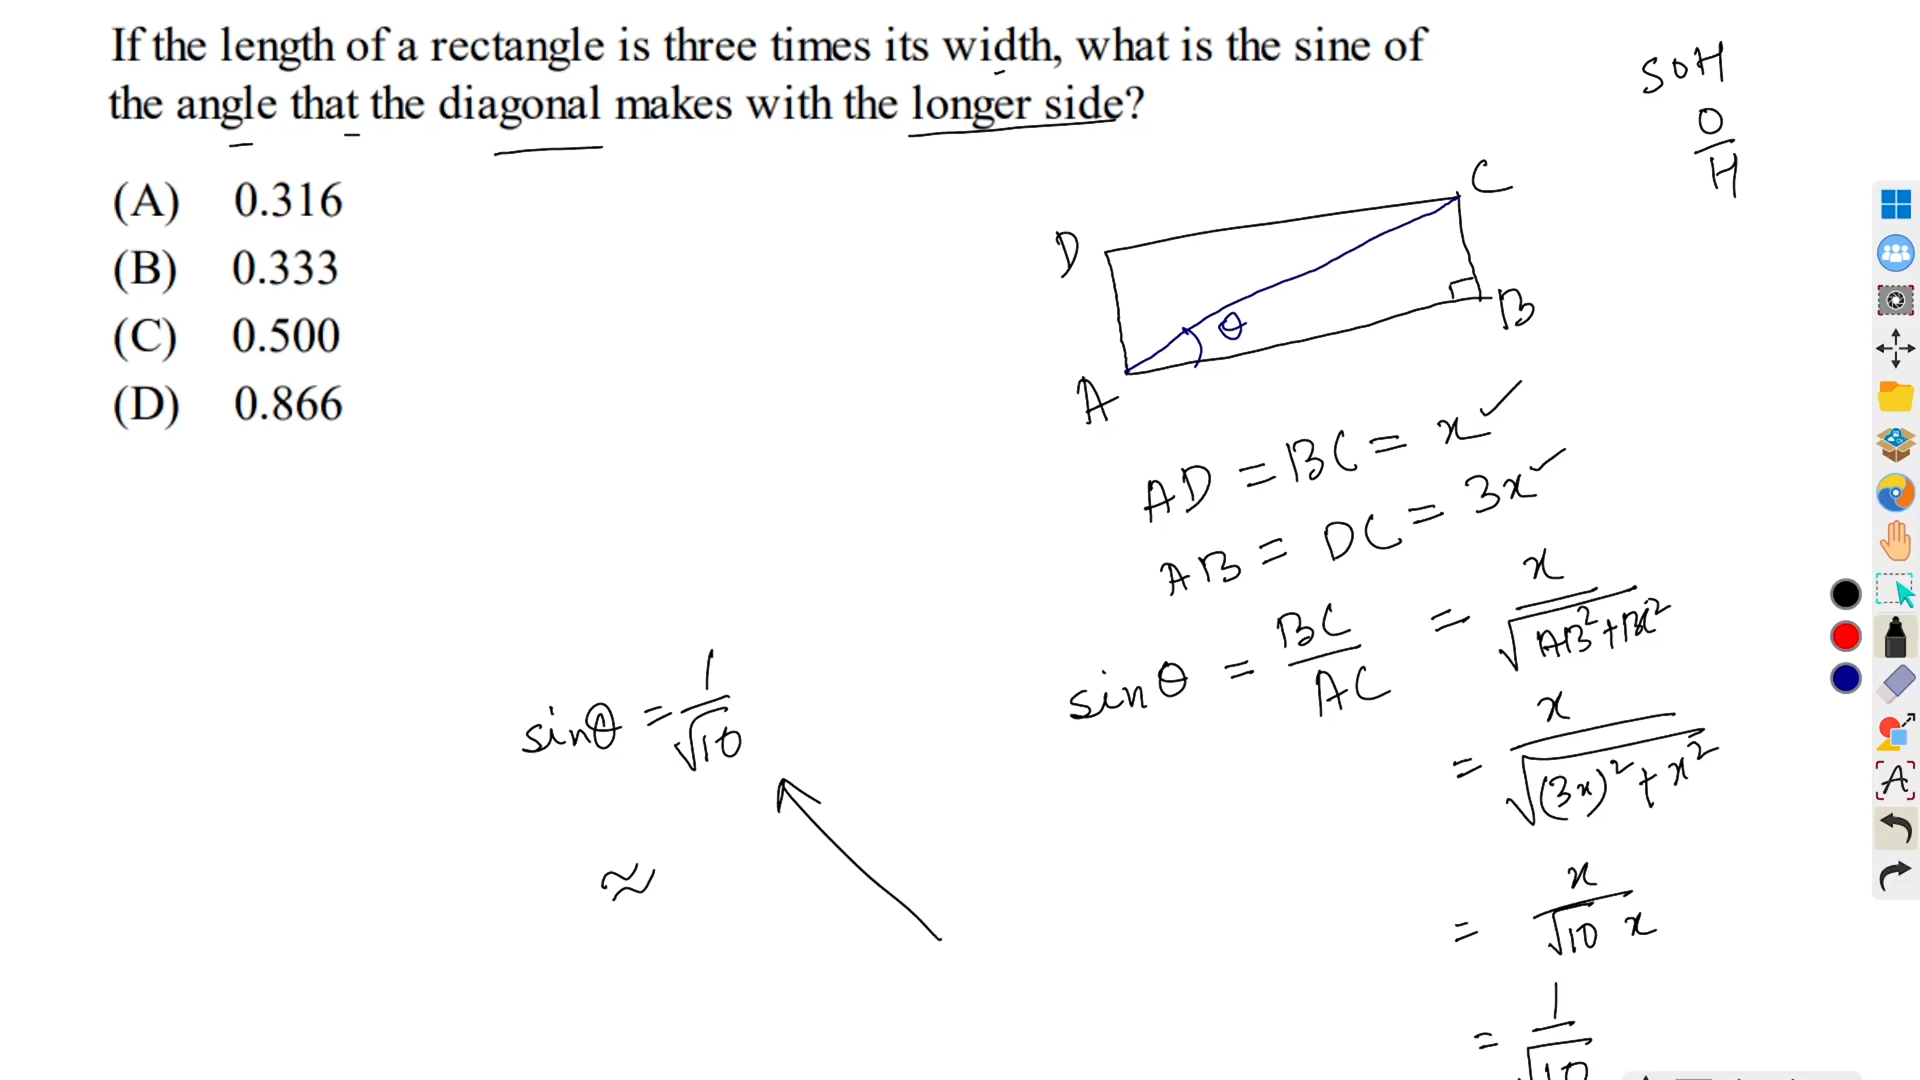 If the length of a rectangle is three times its width, what is the sine of
the angle that the diagonal makes with the longer side?
(A) 0.316
(B) 0.333
(C) 0.500
(D) 0.866
SOH
O/H
D
C
θ
B
A
AD = BC = x ✓
AB = DC = 3x ✓
sinθ = BC/AC = x/√(AB²+BC²)
= x/√((3x)²+x²)
= x/(√10 x)
= 1/√10
sinθ = 1/√10
≈